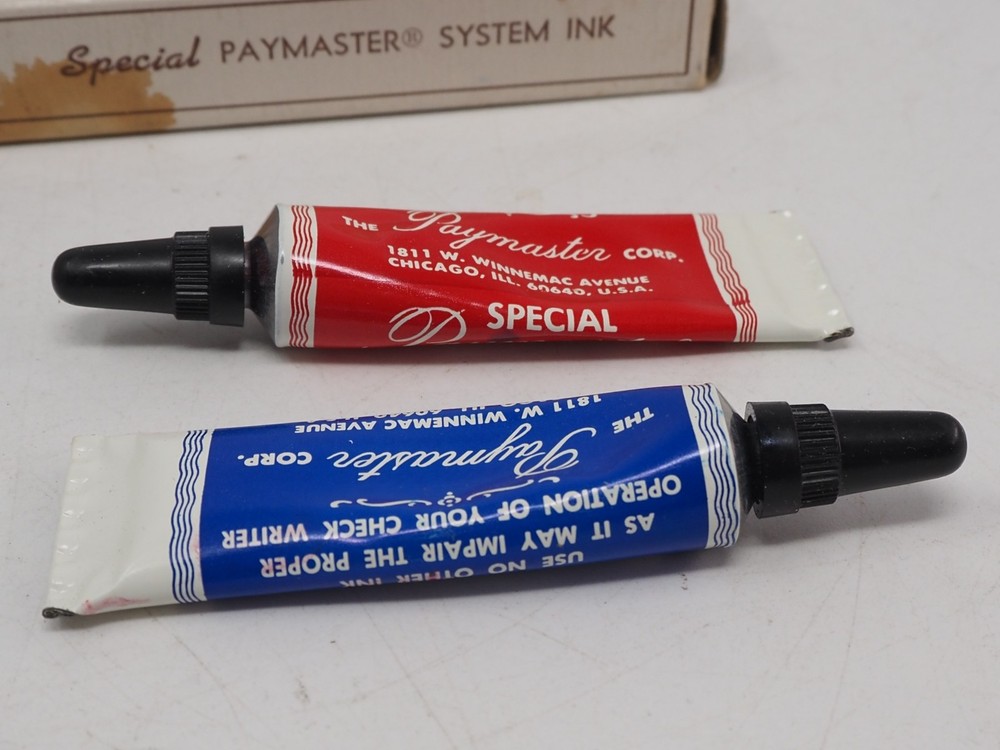 Special PAYMASTER® SYSTEM INK
THE Paymaster CORP.
1811 W. WINNEMAC AVENUE
CHICAGO, ILL. 60640, U.S.A.
SPECIAL
USE NO OTHER INK
AS IT MAY IMPAIR THE PROPER
OPERATION OF YOUR CHECK WRITER
THE Paymaster CORP.
1811 W. WINNEMAC AVENUE